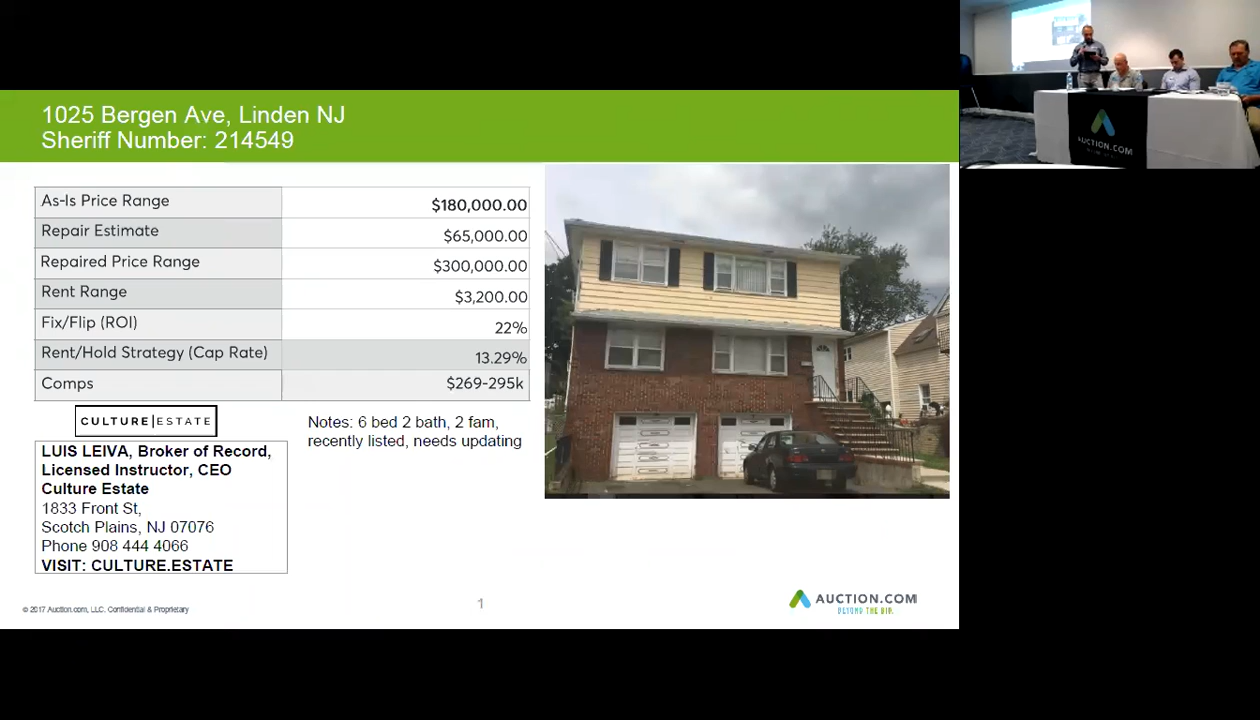 1025 Bergen Ave, Linden NJ
Sheriff Number: 214549
As-Is Price Range $180,000.00
Repair Estimate $65,000.00
Repaired Price Range $300,000.00
Rent Range $3,200.00
Fix/Flip (ROI) 22%
Rent/Hold Strategy (Cap Rate) 13.29%
Comps $269-295k
CULTURE|ESTATE
LUIS LEIVA, Broker of Record,
Licensed Instructor, CEO
Culture Estate
1833 Front St,
Scotch Plains, NJ 07076
Phone 908 444 4066
VISIT: CULTURE.ESTATE
Notes: 6 bed 2 bath, 2 fam,
recently listed, needs updating
© 2017 Auction.com, LLC. Confidential & Proprietary
1
AUCTION.COM
BEYOND THE BID.
AUCTION.COM